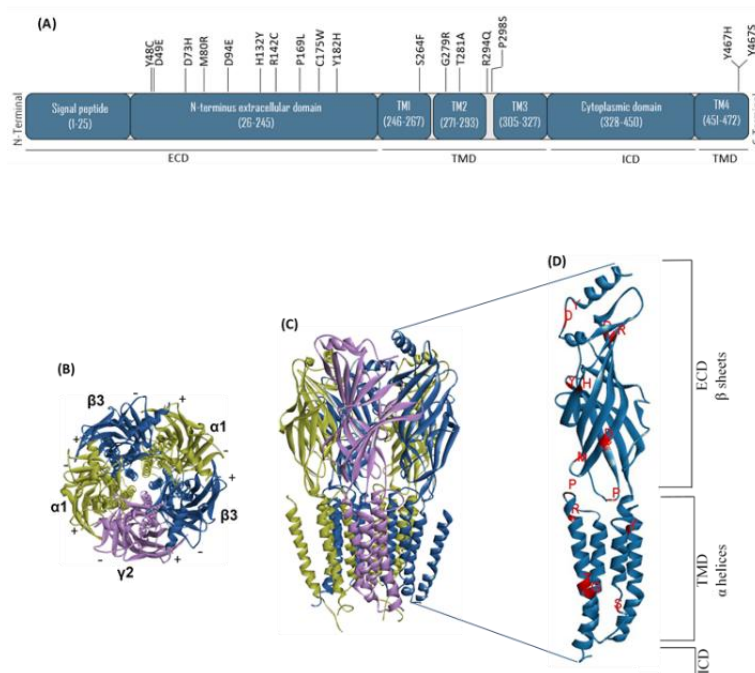 (A)
Y48C
D49E
D73H
M80R
D94E
H132Y
R142C
P169L
C175W
Y182H
S264F
G279R
T281A
R294Q
P298S
Y467H
Y467S
N-Terminal
Signal peptide
(1-25)
N-terminus extracellular domain
(26-245)
TM1
(246-267)
TM2
(271-293)
TM3
(305-327)
Cytoplasmic domain
(328-450)
TM4
(451-472)
ECD
TMD
ICD
TMD
(B)
β3
α1
β3
γ2
α1
+
-
+
-
+
-
+
-
+
-
(C)
(D)
Y
D
R
H
M
P
P
R
S
ECD
β sheets
TMD
α helices
ICD